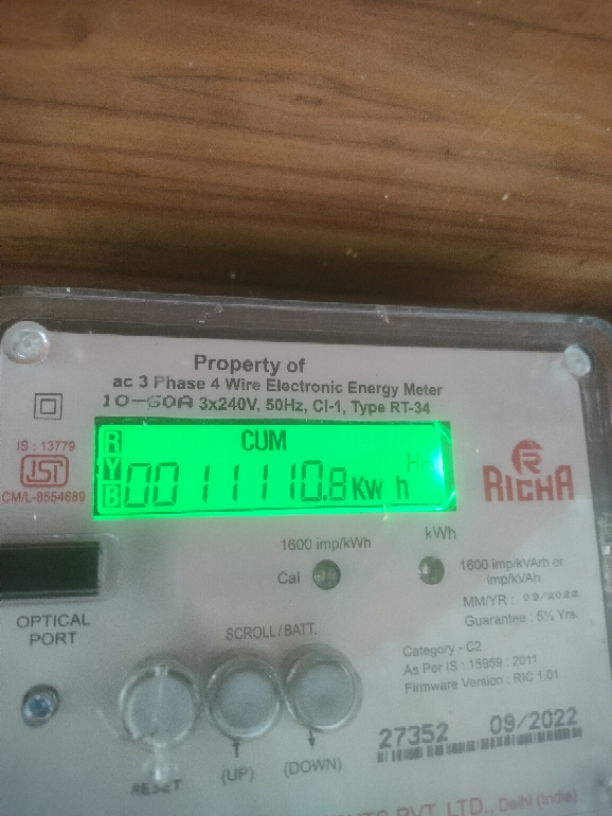 Property of
ac 3 Phase 4 Wire Electronic Energy Meter
10-60A 3x240V, 50Hz, Cl-1, Type RT-34
IS : 13779
ISI
CM/L-8554689
R
Y
B
CUM
00111110.8 Kw h
RICHA
1600 imp/kWh
kWh
Cal
1600 imp/kVArh or
imp/kVAh
MM/YR : 09/2022
Guarantee : 5½ Yrs.
OPTICAL
PORT
SCROLL/BATT.
Category - C2
As Per IS : 15959 : 2011
Firmware Version : RIC 1.01
27352 09/2022
RESET
(UP)
(DOWN)
PVT. LTD., Delhi (India)